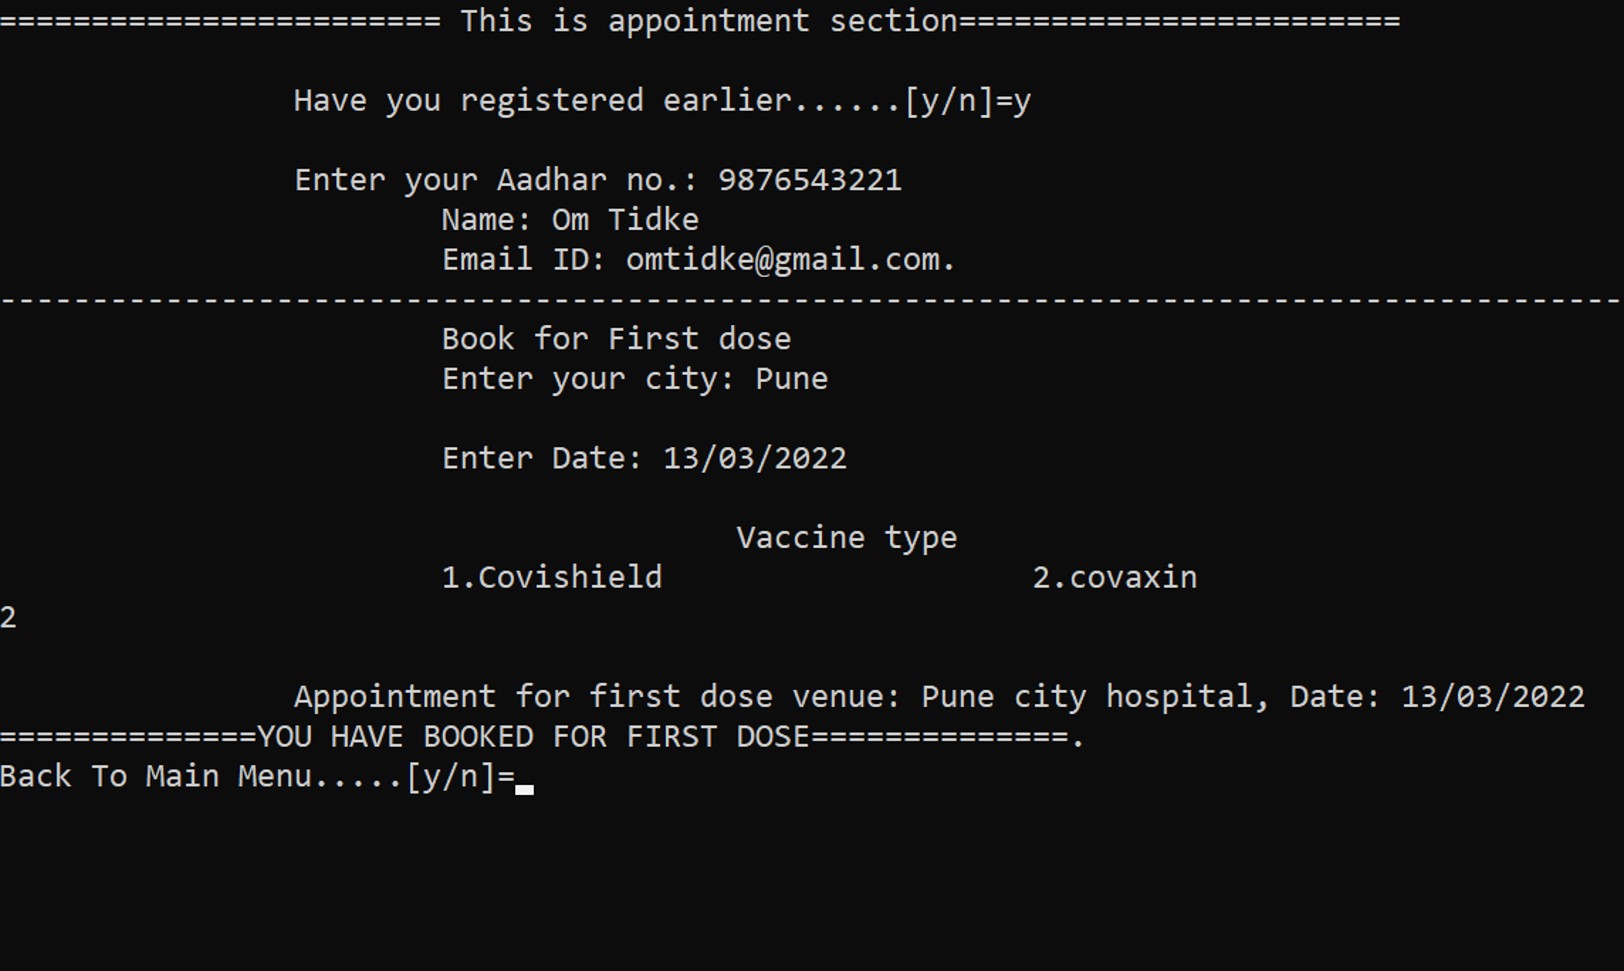 ======================== This is appointment section========================
Have you registered earlier......[y/n]=y
Enter your Aadhar no.: 9876543221
Name: Om Tidke
Email ID: omtidke@gmail.com.
----------------------------------------------------------------------------------------
Book for First dose
Enter your city: Pune
Enter Date: 13/03/2022
Vaccine type
1.Covishield 2.covaxin
2
Appointment for first dose venue: Pune city hospital, Date: 13/03/2022
==============YOU HAVE BOOKED FOR FIRST DOSE==============.
Back To Main Menu.....[y/n]=